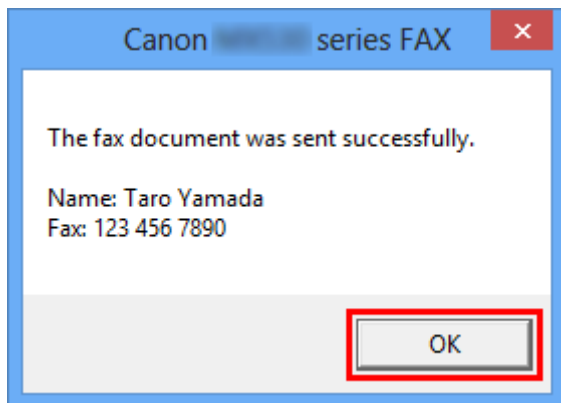 Canon series FAX
The fax document was sent successfully.
Name: Taro Yamada
Fax: 123 456 7890
OK